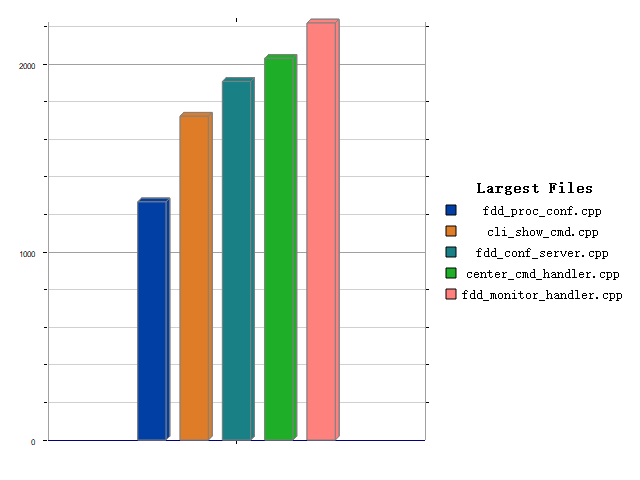 2000
1000
0
Largest Files
fdd_proc_conf.cpp
cli_show_cmd.cpp
fdd_conf_server.cpp
center_cmd_handler.cpp
fdd_monitor_handler.cpp